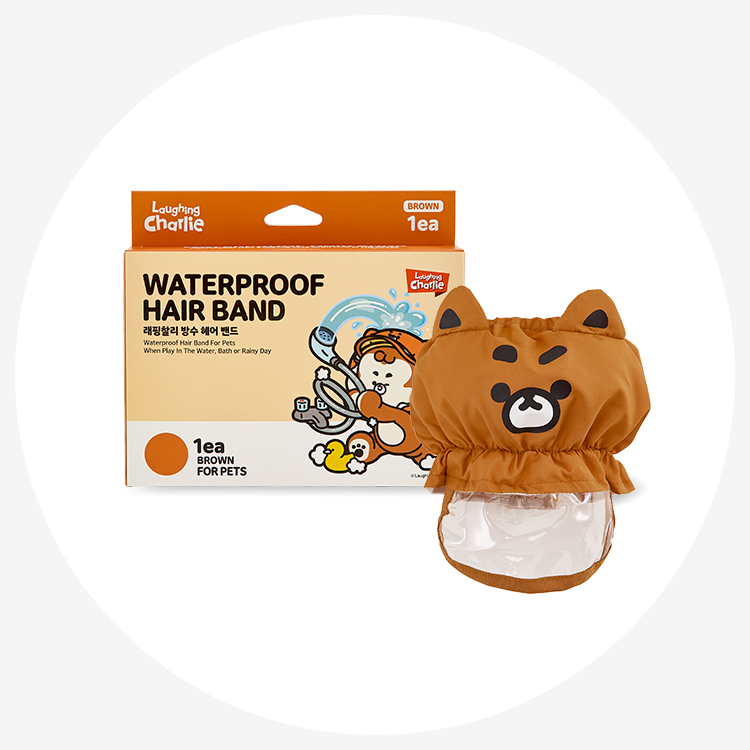 Laughing
Charlie
BROWN
1ea
WATERPROOF
HAIR BAND
Laughing
Charlie
래핑찰리 방수 헤어 밴드
Waterproof Hair Band For Pets
When Play In The Water, Bath or Rainy Day
1ea
BROWN
FOR PETS